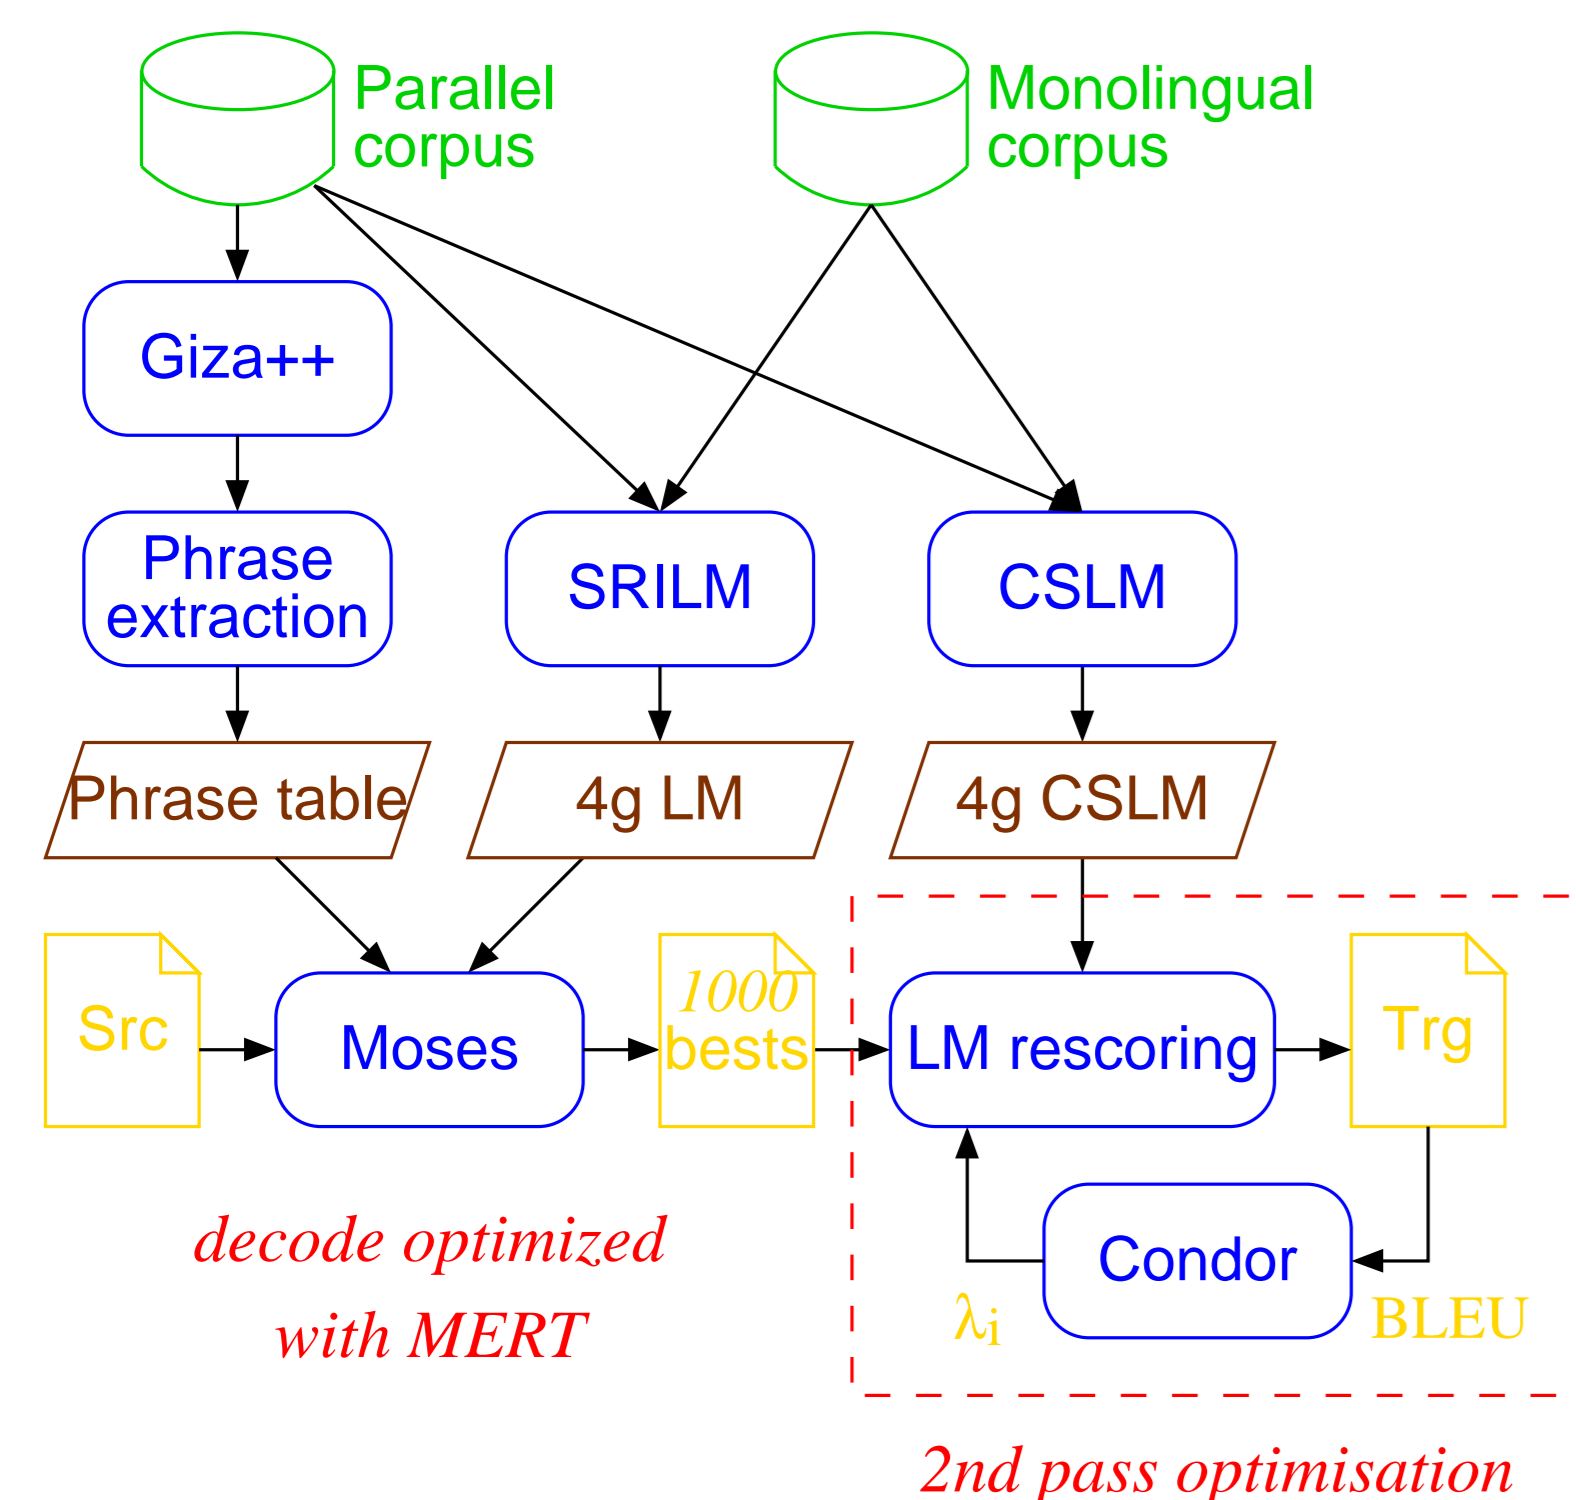 Parallel
corpus
Monolingual
corpus
Giza++
Phrase
extraction
SRILM
CSLM
Phrase table
4g LM
4g CSLM
Src
Moses
1000
bests
LM rescoring
Trg
Condor
λi
BLEU
decode optimized
with MERT
2nd pass optimisation